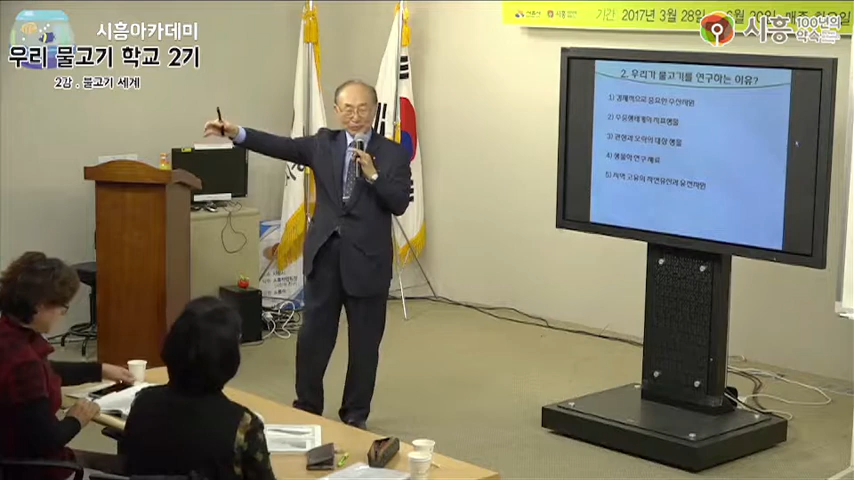 시흥아카데미
우리 물고기 학교 2기
2강. 물고기 세계
기간 2017년 3월 28일
시흥 100년의
약속
2. 우리가 물고기를 연구하는 이유?
1) 경제적으로 중요한 수산자원
2) 수중생태계의 지표생물
3) 관상과 오락의 대상 생물
4) 생물학 연구 재료
5) 지역 고유의 자연유산과 유전자원